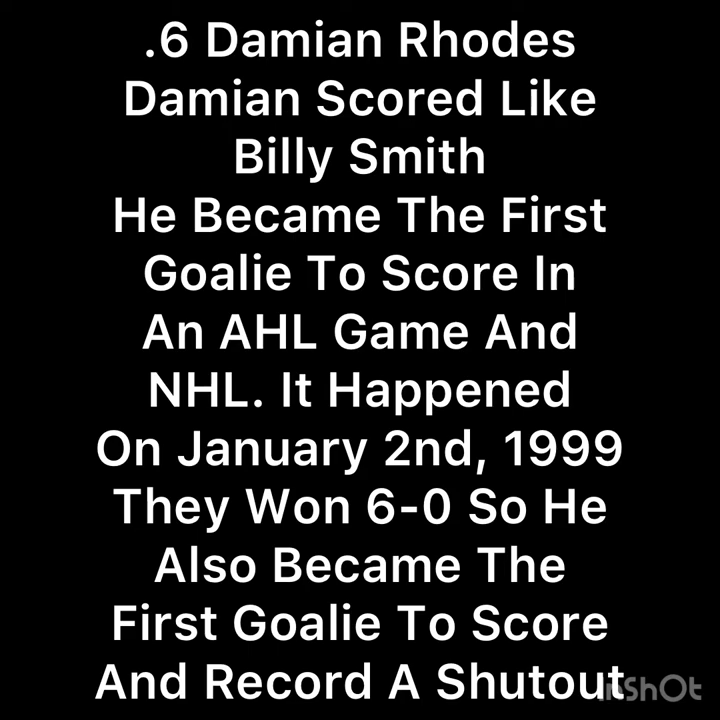 .6 Damian Rhodes
Damian Scored Like
Billy Smith
He Became The First
Goalie To Score In
An AHL Game And
NHL. It Happened
On January 2nd, 1999
They Won 6-0 So He
Also Became The
First Goalie To Score
And Record A Shutout
InShOt